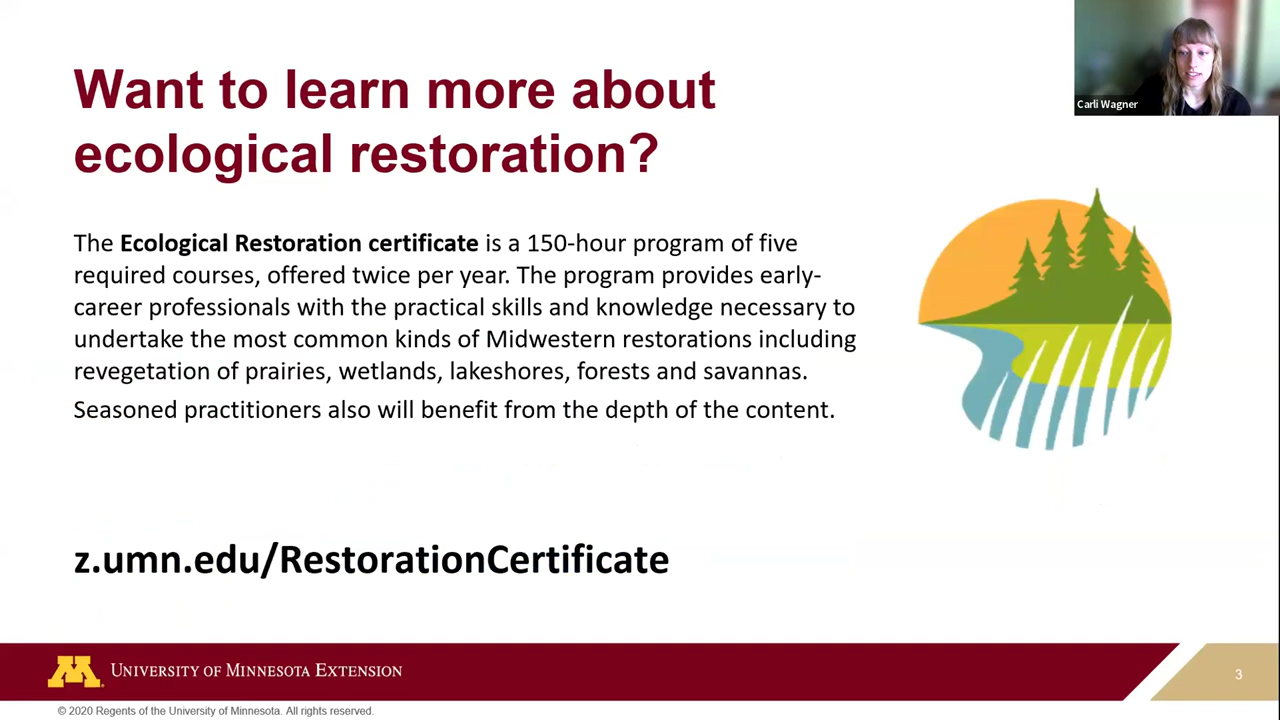 Want to learn more about
ecological restoration?
Carli Wagner
The Ecological Restoration certificate is a 150-hour program of five
required courses, offered twice per year. The program provides early-
career professionals with the practical skills and knowledge necessary to
undertake the most common kinds of Midwestern restorations including
revegetation of prairies, wetlands, lakeshores, forests and savannas.
Seasoned practitioners also will benefit from the depth of the content.
z.umn.edu/RestorationCertificate
M
UNIVERSITY OF MINNESOTA EXTENSION
3
© 2020 Regents of the University of Minnesota. All rights reserved.